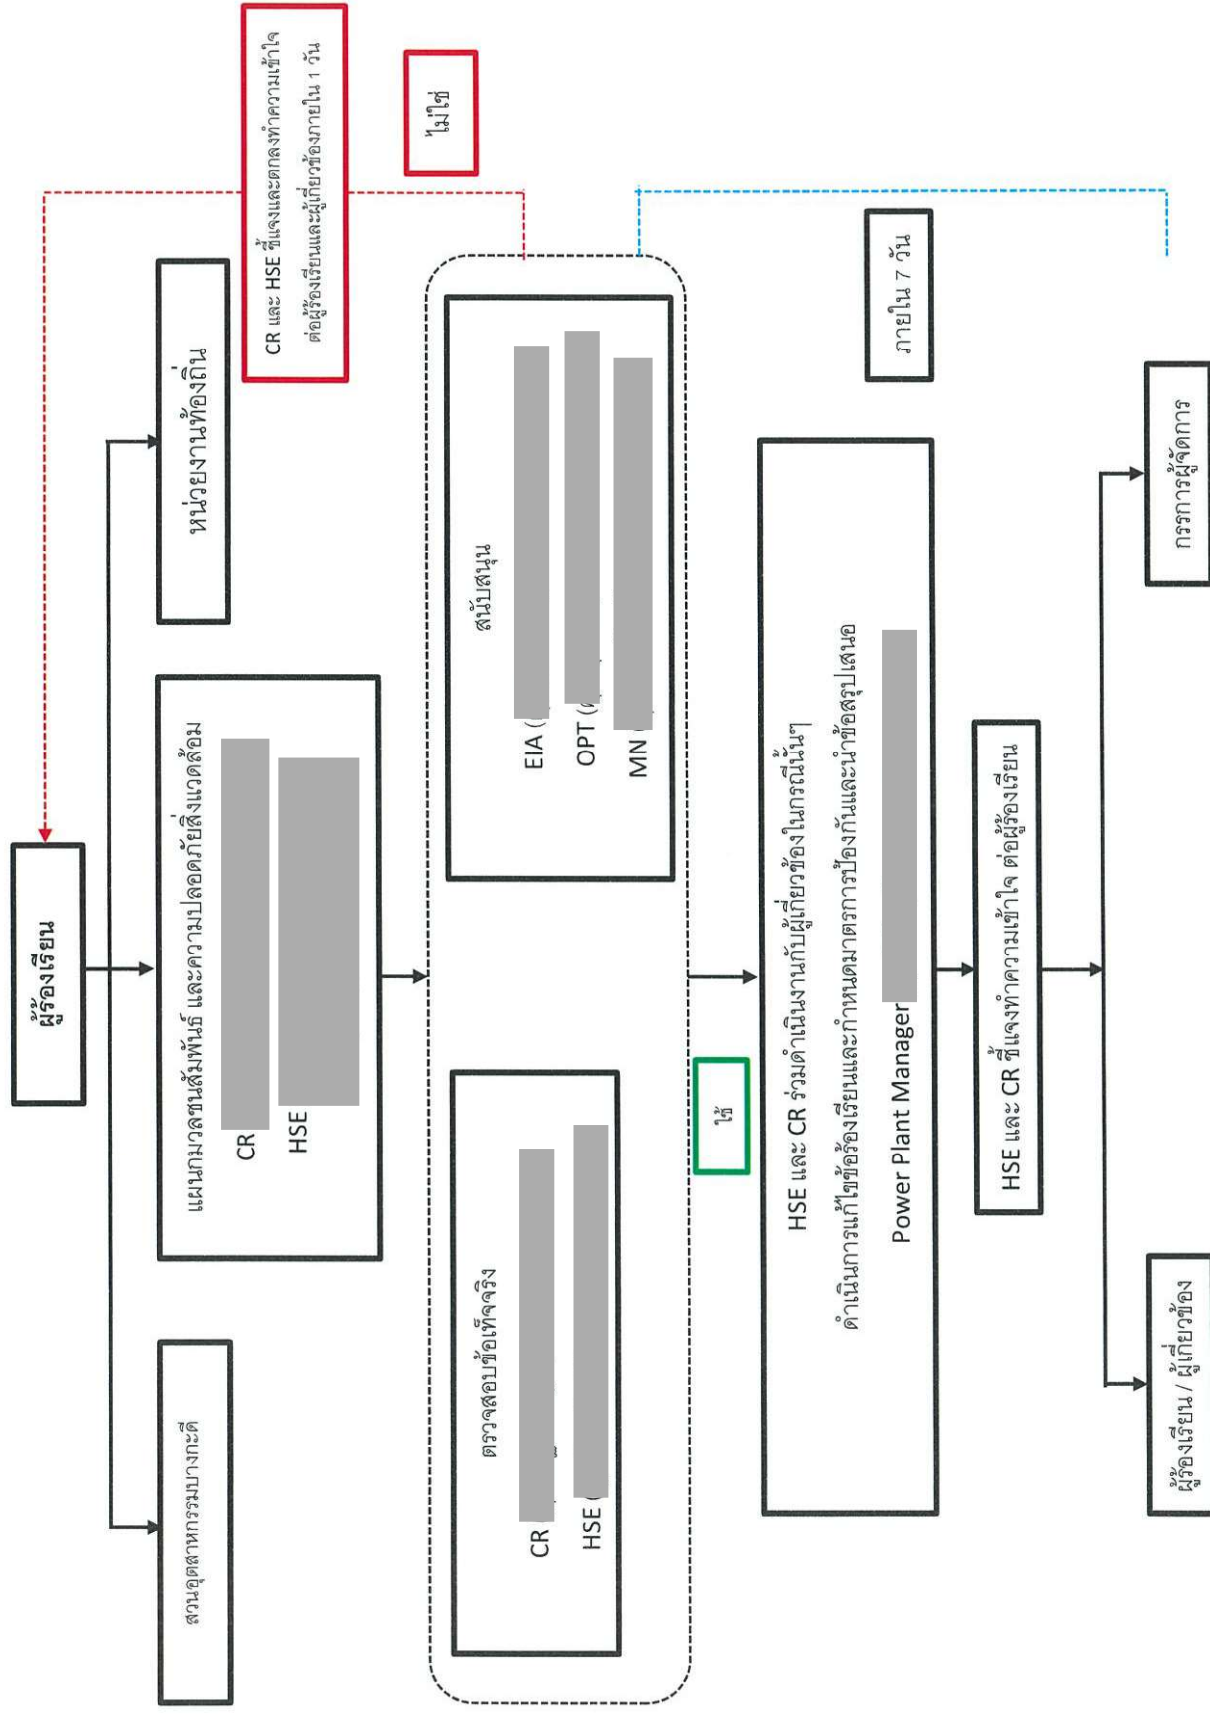 ผู้ร้องเรียน
สวนอุตสาหกรรมบางกะดี
แผนกมวลชนสัมพันธ์ และความปลอดภัยสิ่งแวดล้อม
CR
HSE
หน่วยงานท้องถิ่น
CR และ HSE ชี้แจงและตกลงทำความเข้าใจ
ต่อผู้ร้องเรียนและผู้เกี่ยวข้องภายใน 1 วัน
ไม่ใช่
ตรวจสอบข้อเท็จจริง
CR
HSE (
สนับสนุน
EIA (
OPT (
MN
ใช้
HSE และ CR ร่วมดำเนินงานกับผู้เกี่ยวข้องในกรณีนั้นๆ
ดำเนินการแก้ไขข้อร้องเรียนและกำหนดมาตรการป้องกันและนำข้อสรุปเสนอ
Power Plant Manager
ภายใน 7 วัน
HSE และ CR ชี้แจงทำความเข้าใจ ต่อผู้ร้องเรียน
ผู้ร้องเรียน / ผู้เกี่ยวข้อง
กรรการผู้จัดการ